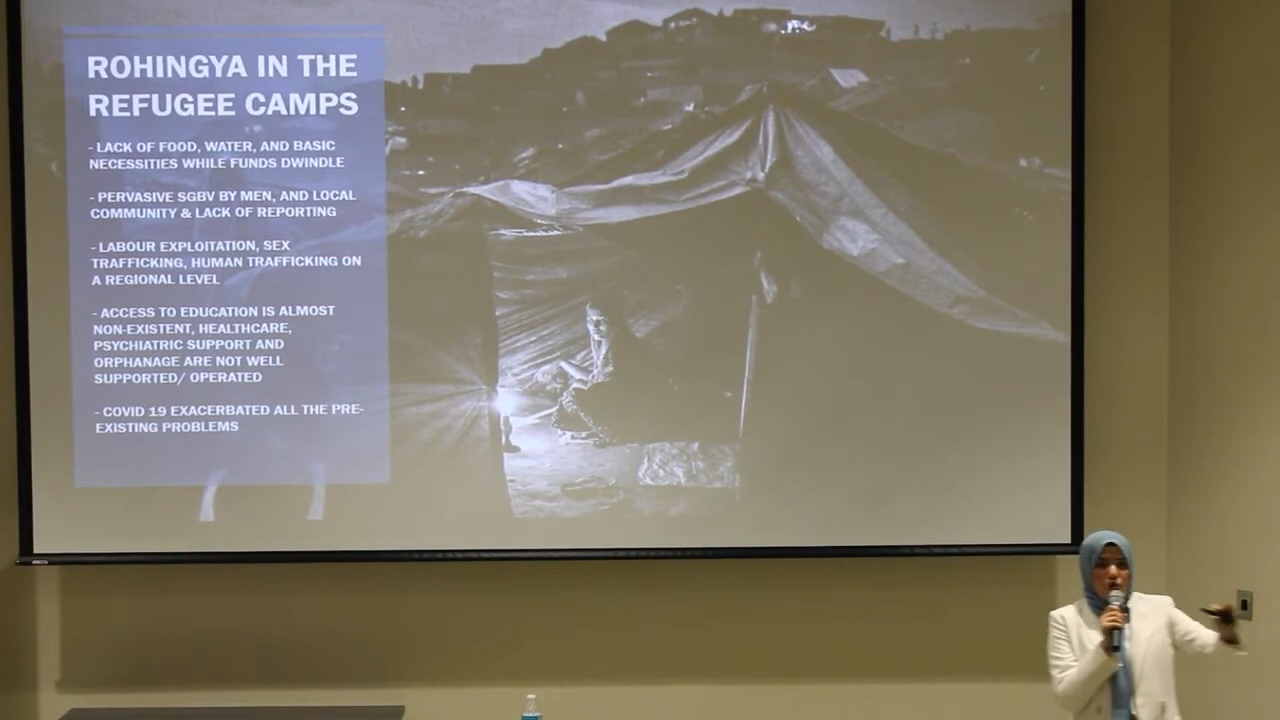 ROHINGYA IN THE
REFUGEE CAMPS
- LACK OF FOOD, WATER, AND BASIC
NECESSITIES WHILE FUNDS DWINDLE
- PERVASIVE SGBV BY MEN, AND LOCAL
COMMUNITY & LACK OF REPORTING
- LABOUR EXPLOITATION, SEX
TRAFFICKING, HUMAN TRAFFICKING ON
A REGIONAL LEVEL
- ACCESS TO EDUCATION IS ALMOST
NON-EXISTENT, HEALTHCARE,
PSYCHIATRIC SUPPORT AND
ORPHANAGE ARE NOT WELL
SUPPORTED/ OPERATED
- COVID 19 EXACERBATED ALL THE PRE-
EXISTING PROBLEMS